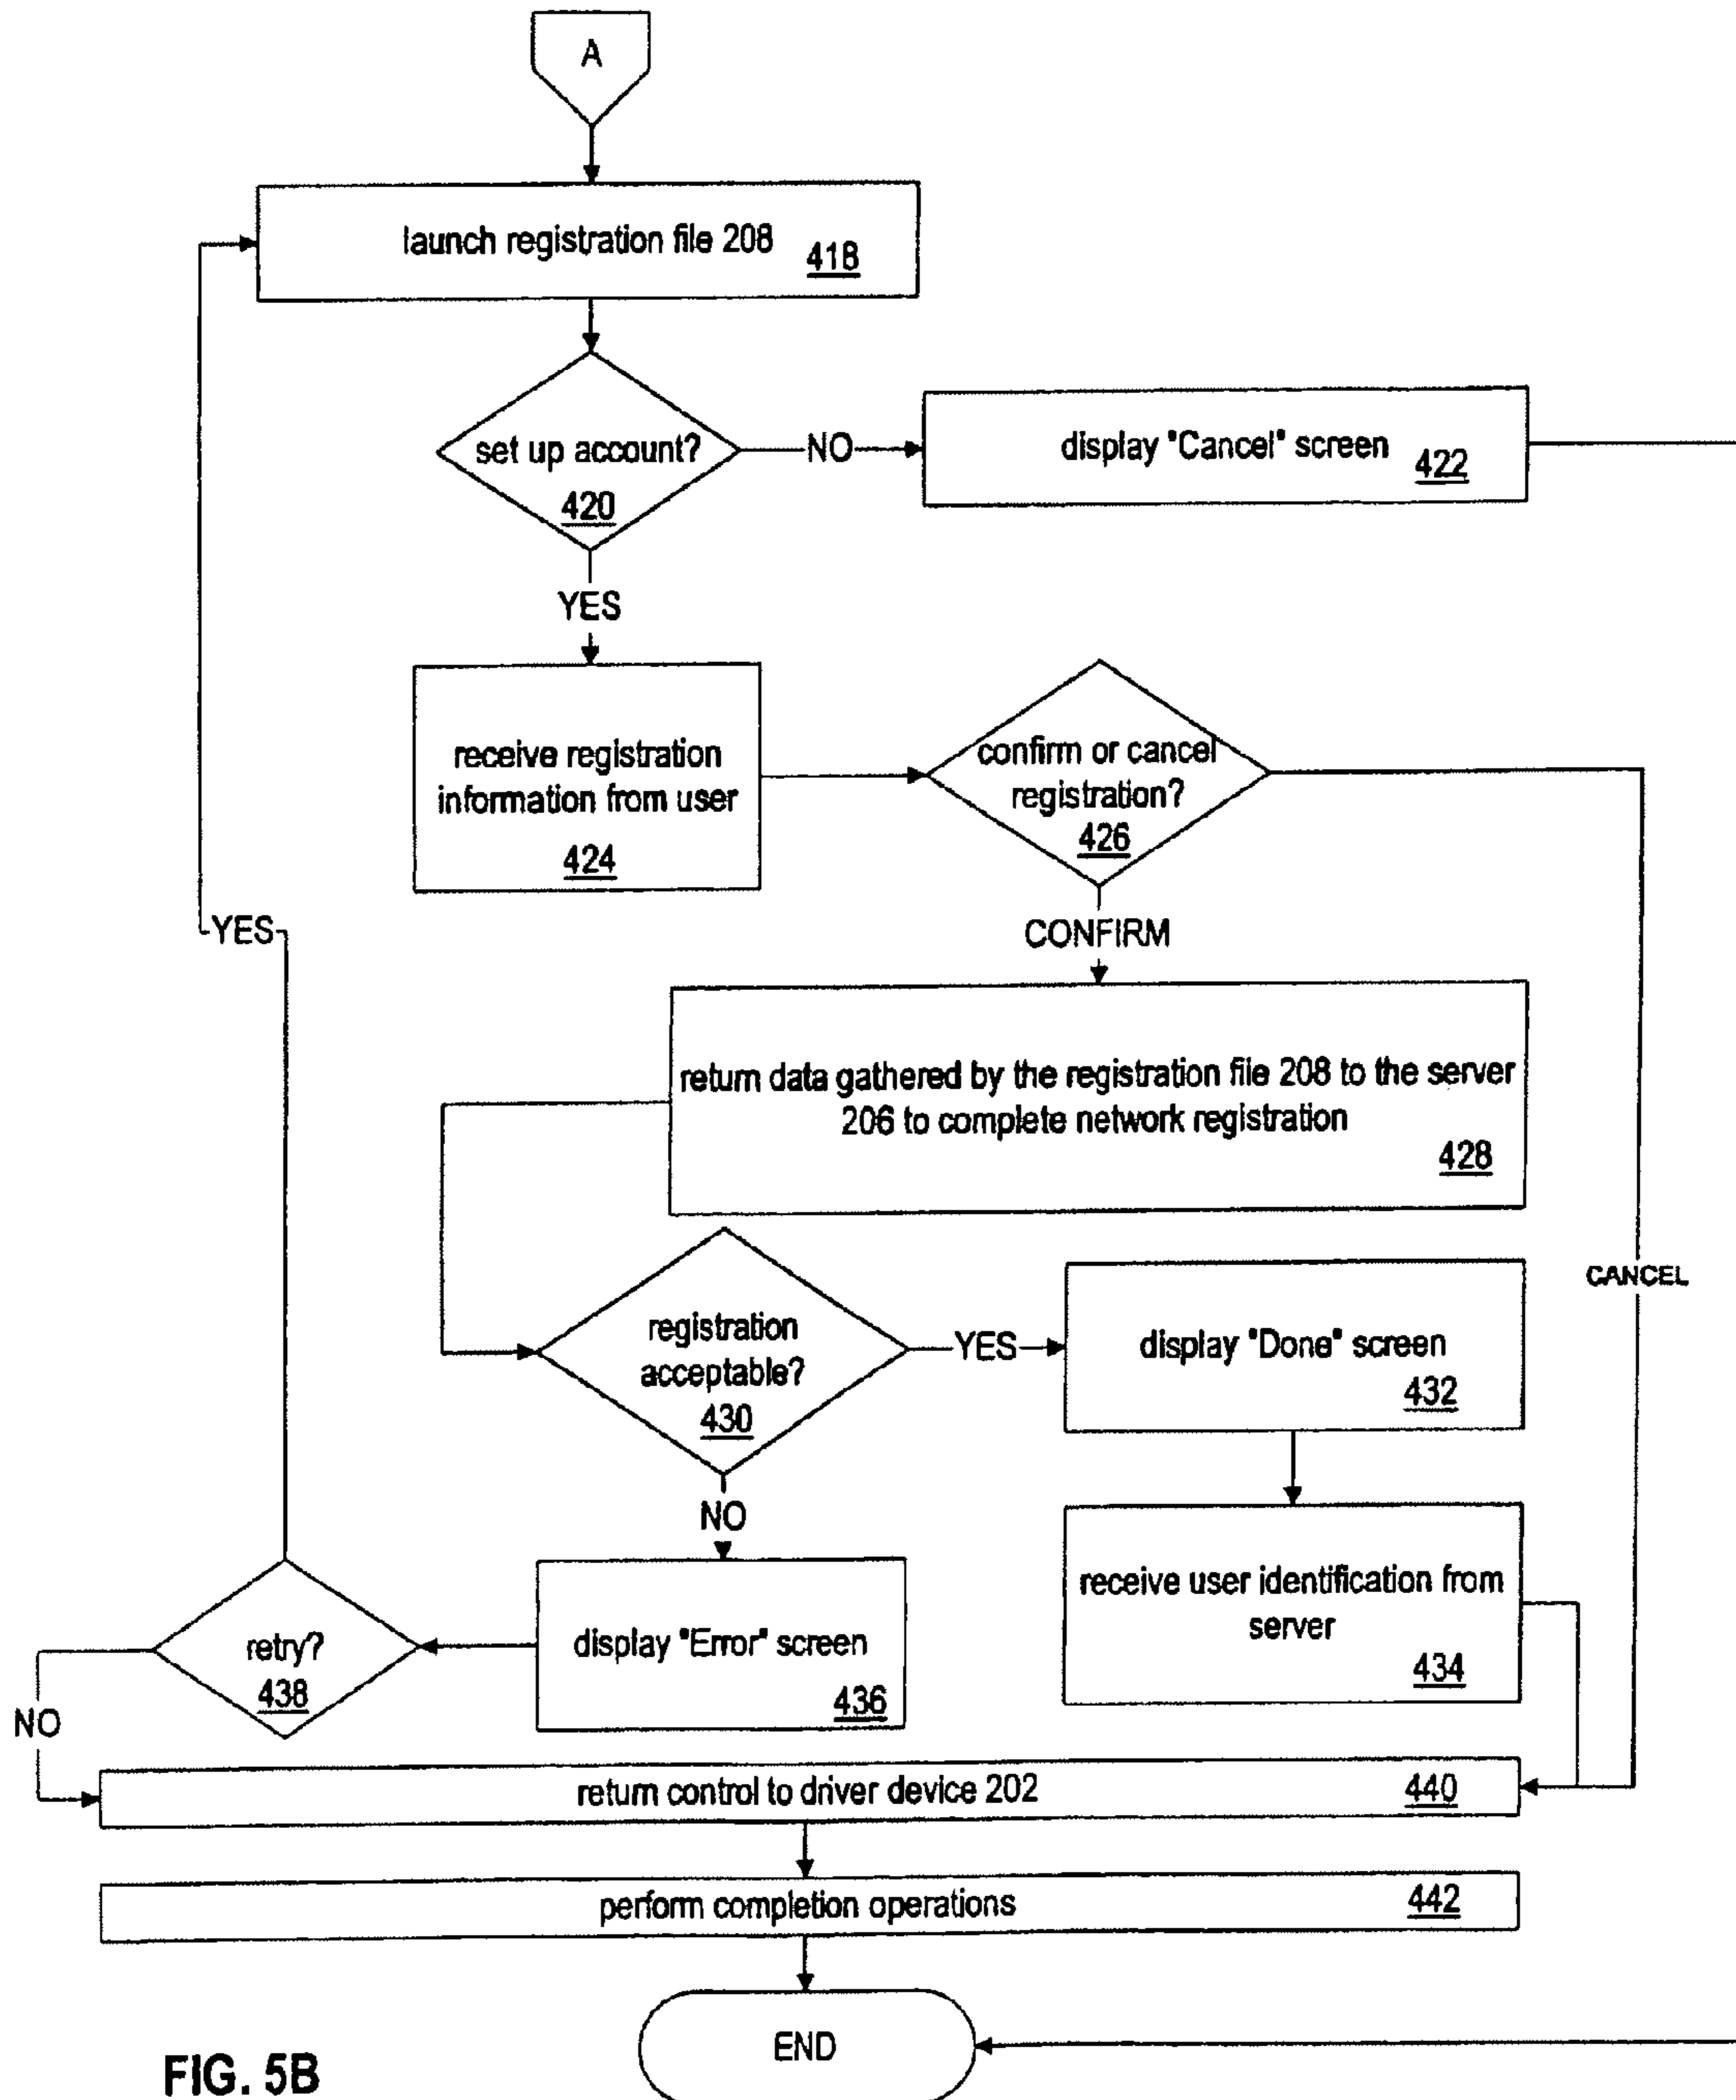 A
launch registration file 208
418
set up account?
420
NO
display "Cancel" screen
422
YES
receive registration
information from user
424
confirm or cancel
registration?
426
CONFIRM
YES
return data gathered by the registration file 208 to the server
206 to complete network registration
428
CANCEL
registration
acceptable?
430
YES
display "Done" screen
432
NO
receive user identification from
server
434
display "Error" screen
436
retry?
438
NO
return control to driver device 202
440
perform completion operations
442
END
FIG. 5B